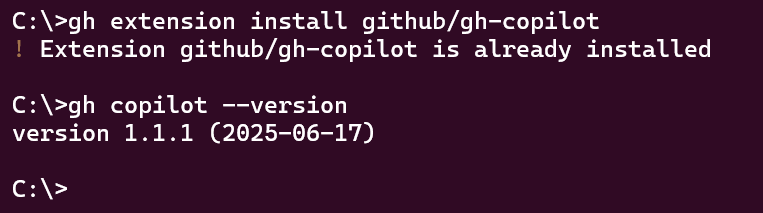 C:\>gh extension install github/gh-copilot
! Extension github/gh-copilot is already installed
C:\>gh copilot --version
version 1.1.1 (2025-06-17)
C:\>